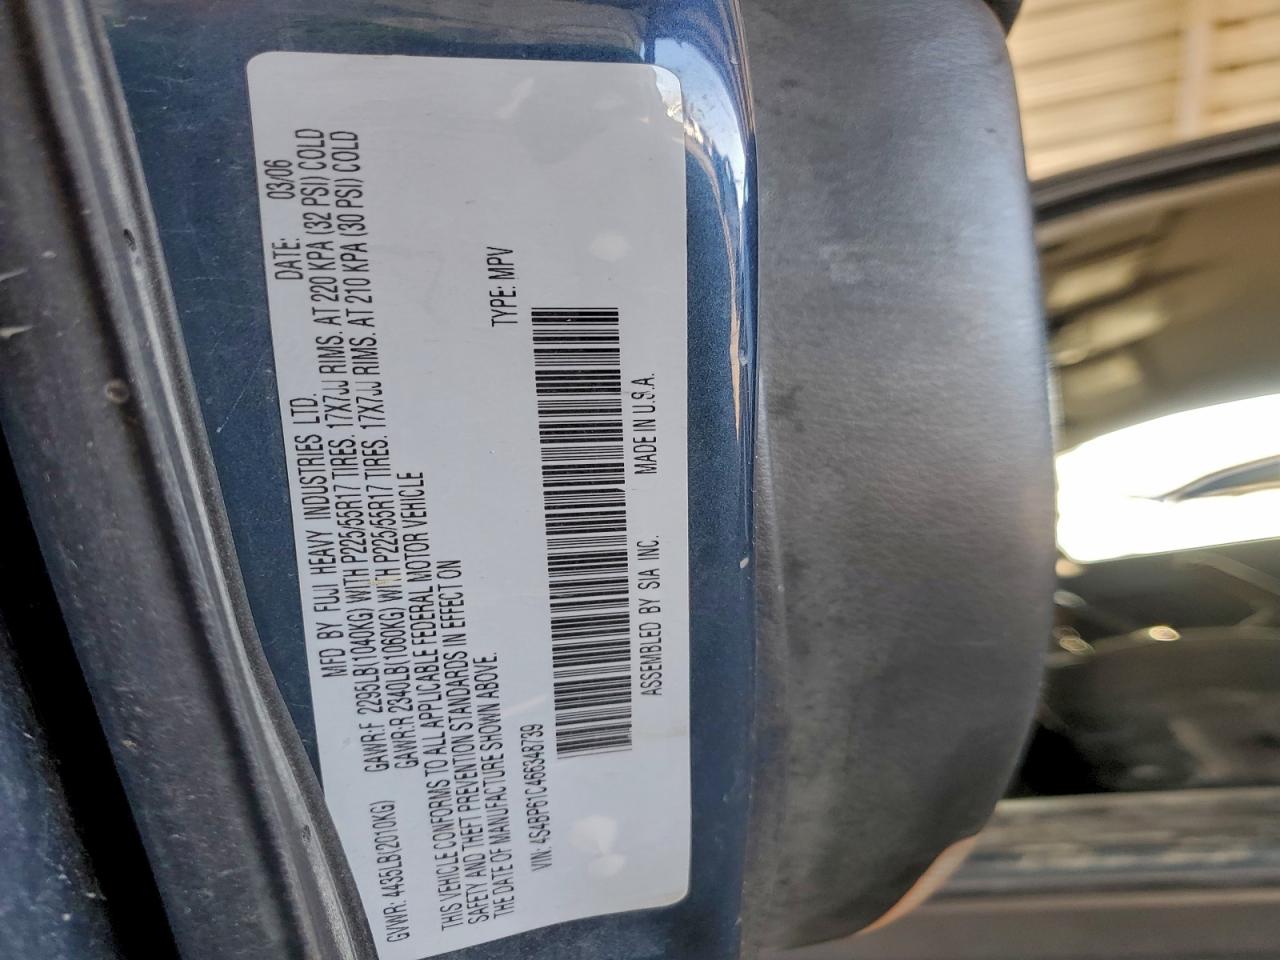 MFD BY FUJI HEAVY INDUSTRIES LTD. DATE: 03/06
GVWR: 4435LB(2010KG) GAWR:F 2295LB(1040KG) WITH P225/55R17 TIRES. 17X7JJ RIMS. AT 220 KPA (32 PSI) COLD
GAWR:R 2340LB(1060KG) WITH P225/55R17 TIRES. 17X7JJ RIMS. AT 210 KPA (30 PSI) COLD
THIS VEHICLE CONFORMS TO ALL APPLICABLE FEDERAL MOTOR VEHICLE
SAFETY AND THEFT PREVENTION STANDARDS IN EFFECT ON
THE DATE OF MANUFACTURE SHOWN ABOVE.
VIN: 4S4BP61C466348739 TYPE: MPV
ASSEMBLED BY SIA INC. MADE IN U.S.A.